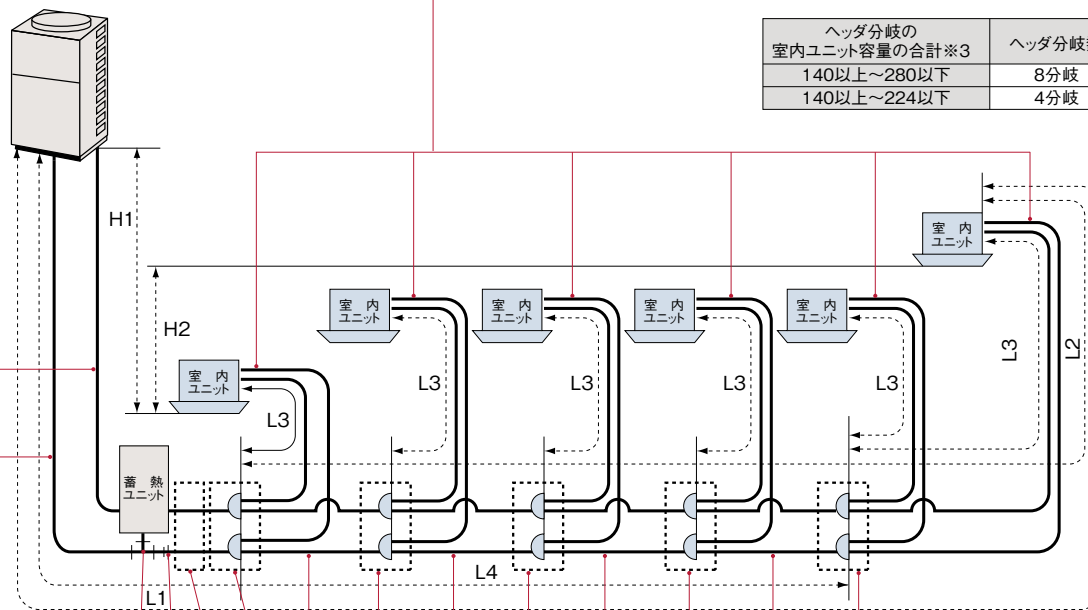 ヘッダ分岐の
室内ユニット容量の合計※3
ヘッダ分岐
140以上～280以下
8分岐
140以上～224以下
4分岐
H1
H2
室 内
ユニット
室 内
ユニット
室 内
ユニット
室 内
ユニット
室 内
ユニット
室 内
ユニット
L3
L3
L3
L3
L3
L3
L2
蓄 熱
ユニット
L4
L1